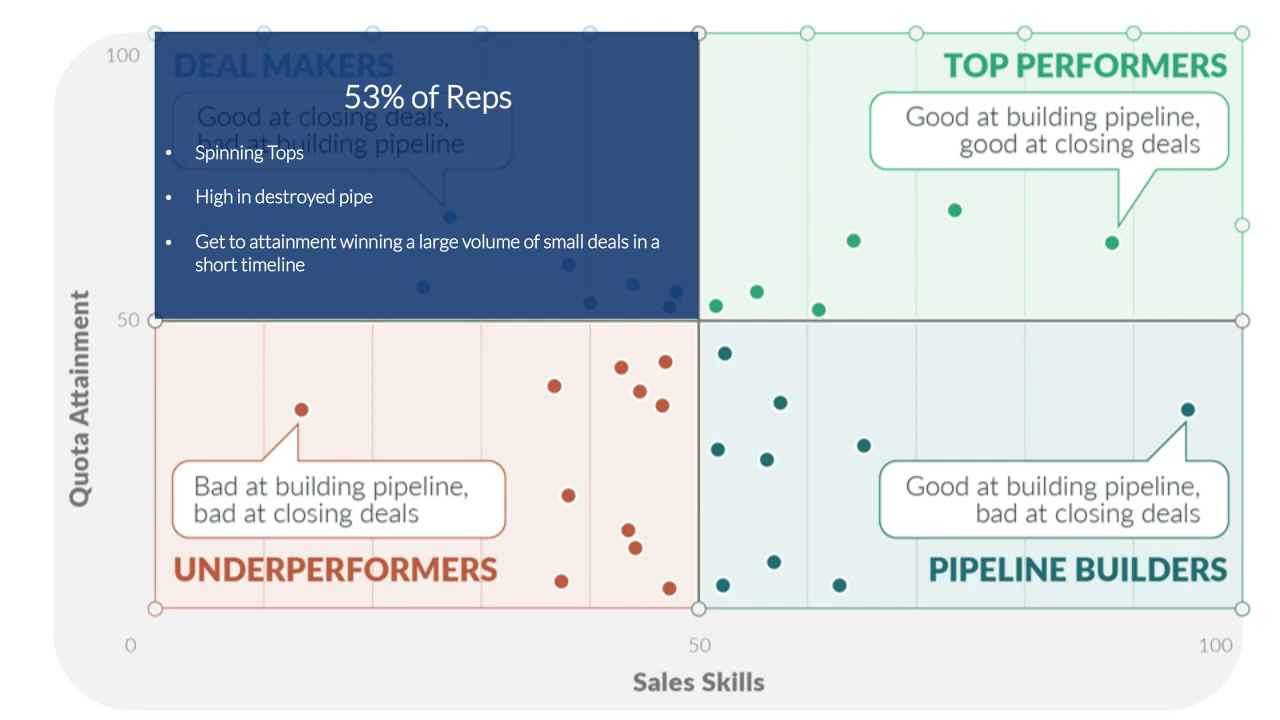 100
DEAL MAKERS
53% of Reps
Good at closing deals,
bad at building pipeline
• Spinning Tops
• High in destroyed pipe
• Get to attainment winning a large volume of small deals in a
short timeline
TOP PERFORMERS
Good at building pipeline,
good at closing deals
50
Quota Attainment
Bad at building pipeline,
bad at closing deals
UNDERPERFORMERS
Good at building pipeline,
bad at closing deals
PIPELINE BUILDERS
0
50
100
Sales Skills